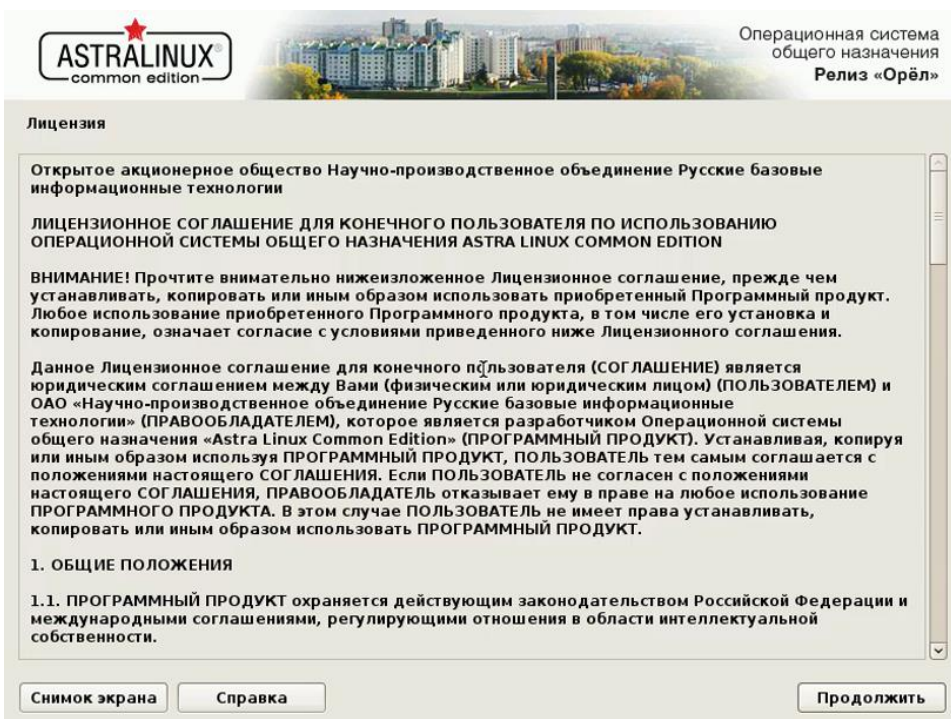 ASTRALINUX®
common edition
Операционная система
общего назначения
Релиз «Орёл»
Лицензия
Открытое акционерное общество Научно-производственное объединение Русские базовые
информационные технологии
ЛИЦЕНЗИОННОЕ СОГЛАШЕНИЕ ДЛЯ КОНЕЧНОГО ПОЛЬЗОВАТЕЛЯ ПО ИСПОЛЬЗОВАНИЮ
ОПЕРАЦИОННОЙ СИСТЕМЫ ОБЩЕГО НАЗНАЧЕНИЯ ASTRA LINUX COMMON EDITION
ВНИМАНИЕ! Прочтите внимательно нижеизложенное Лицензионное соглашение, прежде чем
устанавливать, копировать или иным образом использовать приобретенный Программный продукт.
Любое использование приобретенного Программного продукта, в том числе его установка и
копирование, означает согласие с условиями приведенного ниже Лицензионного соглашения.
Данное Лицензионное соглашение для конечного пользователя (СОГЛАШЕНИЕ) является
юридическим соглашением между Вами (физическим или юридическим лицом) (ПОЛЬЗОВАТЕЛЕМ) и
ОАО «Научно-производственное объединение Русские базовые информационные
технологии» (ПРАВООБЛАДАТЕЛЕМ), которое является разработчиком Операционной системы
общего назначения «Astra Linux Common Edition» (ПРОГРАММНЫЙ ПРОДУКТ). Устанавливая, копируя
или иным образом используя ПРОГРАММНЫЙ ПРОДУКТ, ПОЛЬЗОВАТЕЛЬ тем самым соглашается с
положениями настоящего СОГЛАШЕНИЯ. Если ПОЛЬЗОВАТЕЛЬ не согласен с положениями
настоящего СОГЛАШЕНИЯ, ПРАВООБЛАДАТЕЛЬ отказывает ему в праве на любое использование
ПРОГРАММНОГО ПРОДУКТА. В этом случае ПОЛЬЗОВАТЕЛЬ не имеет права устанавливать,
копировать или иным образом использовать ПРОГРАММНЫЙ ПРОДУКТ.
1. ОБЩИЕ ПОЛОЖЕНИЯ
1.1. ПРОГРАММНЫЙ ПРОДУКТ охраняется действующим законодательством Российской Федерации и
международными соглашениями, регулирующими отношения в области интеллектуальной
собственности.
Снимок экрана
Справка
Продолжить